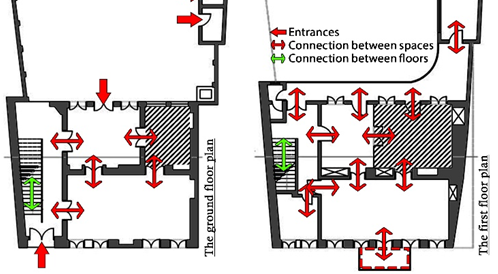 Entrances
Connection between spaces
Connection between floors
The ground floor plan
The first floor plan